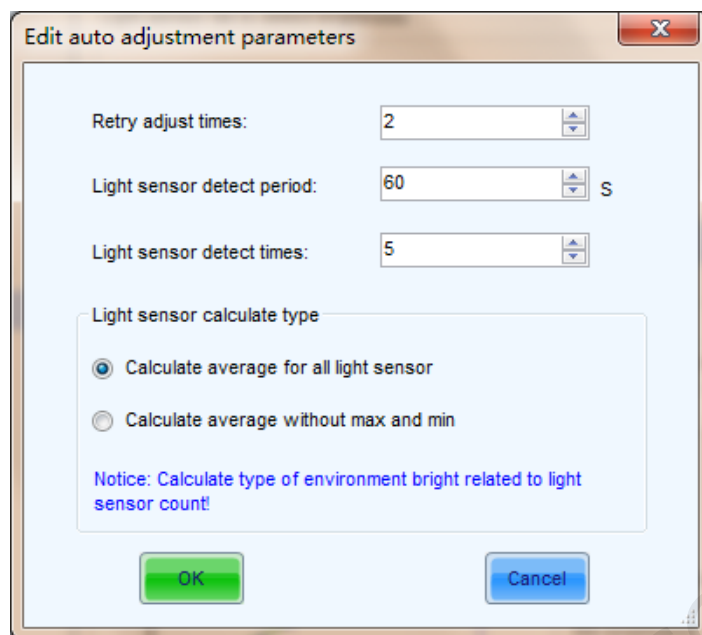 Edit auto adjustment parameters
Retry adjust times:
2
Light sensor detect period:
60
S
Light sensor detect times:
5
Light sensor calculate type
Calculate average for all light sensor
Calculate average without max and min
Notice: Calculate type of environment bright related to light
sensor count!
OK
Cancel